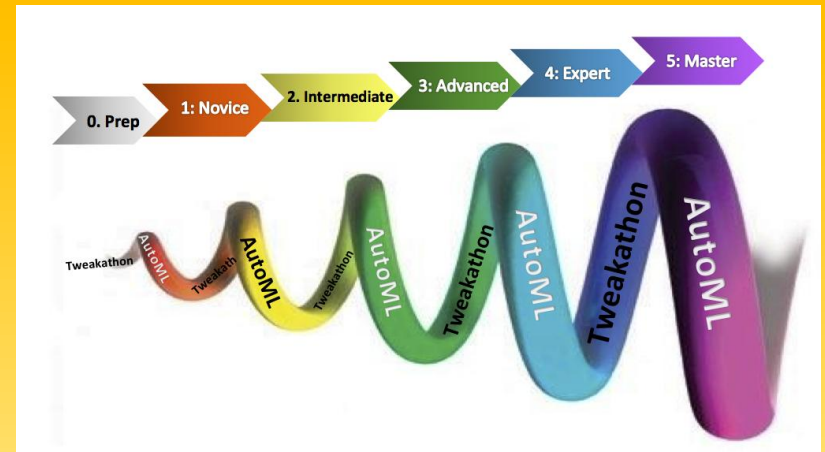 0. Prep
1: Novice
2. Intermediate
3: Advanced
4: Expert
5: Master
Tweakathon
AutoML
Tweakath
AutoML
Tweakathon
AutoML
Tweakathon
AutoML
Tweakathon
AutoML